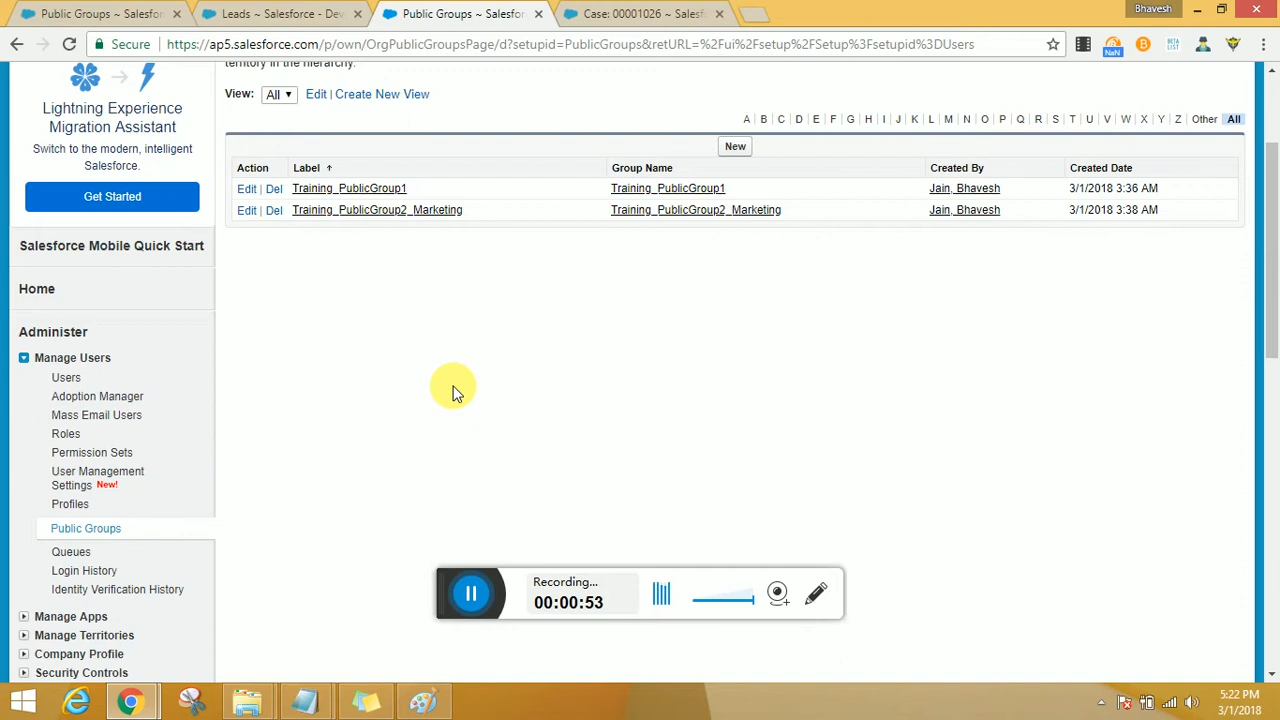 Public Groups ~ Salesfor
Leads ~ Salesforce - Dev
Public Groups ~ Salesfor
Case: 00001026 ~ Salesf
Bhavesh
Secure
https://ap5.salesforce.com/p/own/OrgPublicGroupsPage/d?setupid=PublicGroups&retURL=%2Fui%2Fsetup%2FSetup%3Fsetupid%3DUsers
NaN
BETA
LIST
territory in the hierarchy.
View: All Edit | Create New View
A B C D E F G H I J K L M N O P Q R S T U V W X Y Z Other All
New
Action Label Group Name Created By Created Date
Edit | Del Training_PublicGroup1 Training_PublicGroup1 Jain, Bhavesh 3/1/2018 3:36 AM
Edit | Del Training_PublicGroup2_Marketing Training_PublicGroup2_Marketing Jain, Bhavesh 3/1/2018 3:38 AM
Lightning Experience
Migration Assistant
Switch to the modern, intelligent
Salesforce.
Get Started
Salesforce Mobile Quick Start
Home
Administer
Manage Users
Users
Adoption Manager
Mass Email Users
Roles
Permission Sets
User Management
Settings New!
Profiles
Public Groups
Queues
Login History
Identity Verification History
Manage Apps
Manage Territories
Company Profile
Security Controls
Recording...
00:00:53
5:22 PM
3/1/2018